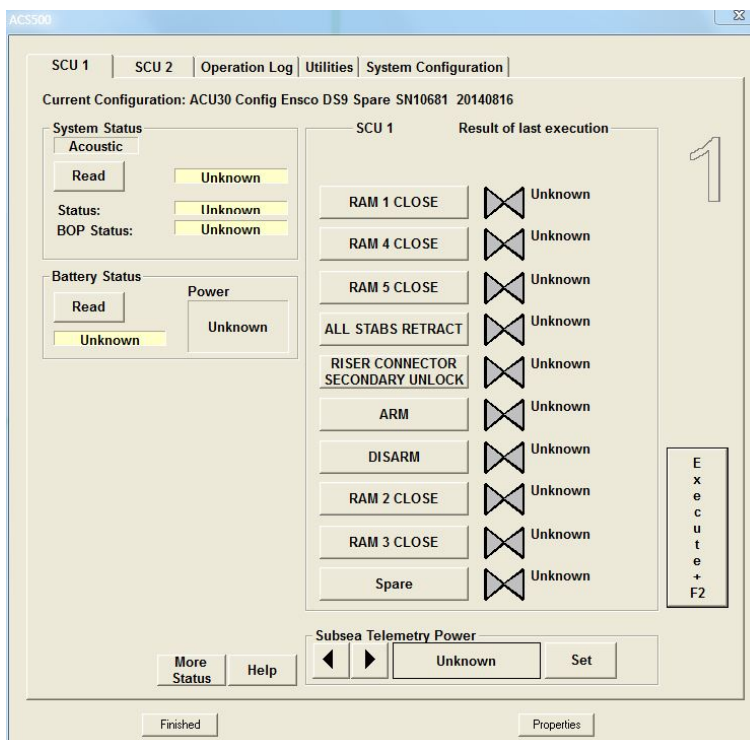 ACS500
SCU 1
SCU 2
Operation Log
Utilities
System Configuration
Current Configuration: ACU30 Config Ensco DS9 Spare SN10681 20140816
System Status
Acoustic
Read
Unknown
Status:
Unknown
BOP Status:
Unknown
Battery Status
Read
Unknown
Power
Unknown
SCU 1
Result of last execution
1
RAM 1 CLOSE
Unknown
RAM 4 CLOSE
Unknown
RAM 5 CLOSE
Unknown
ALL STABS RETRACT
Unknown
RISER CONNECTOR
SECONDARY UNLOCK
Unknown
ARM
Unknown
DISARM
Unknown
RAM 2 CLOSE
Unknown
RAM 3 CLOSE
Unknown
Spare
Unknown
Execute
+
F2
Subsea Telemetry Power
Unknown
Set
More
Status
Help
Finished
Properties